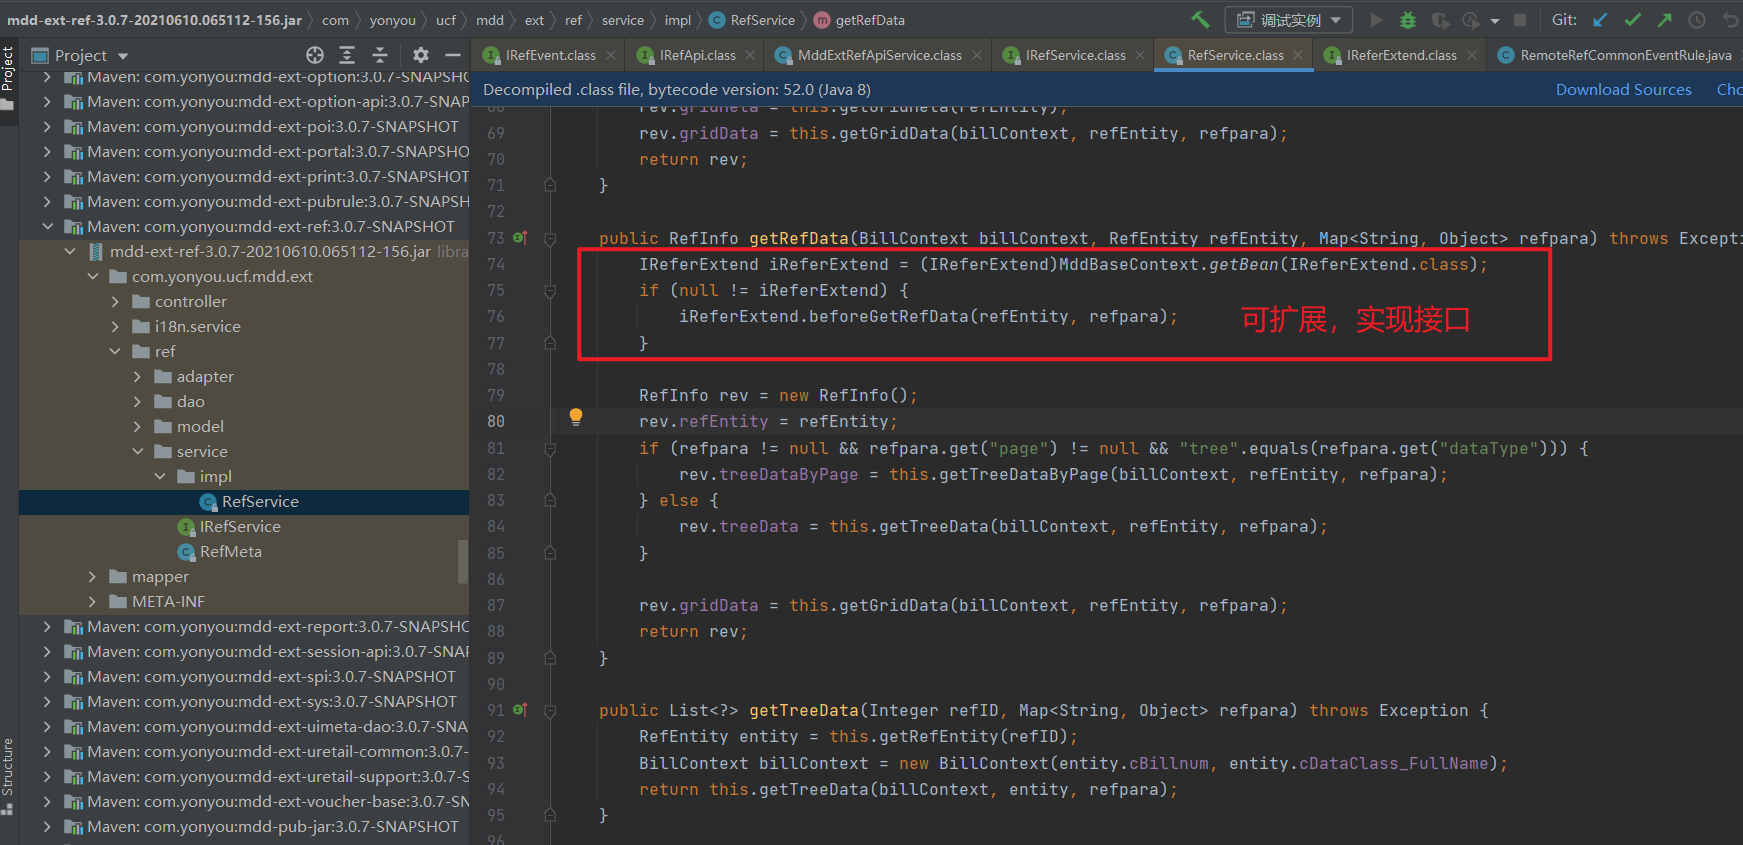 mdd-ext-ref-3.0.7-20210610.065112-156.jar com yonyou ucf mdd ext ref service impl RefService getRefData 调试实例 Git:
Project
Project
IRefEvent.class IRefApi.class MddExtRefApiService.class IRefService.class RefService.class IReferExtend.class RemoteRefCommonEventRule.java
Decompiled .class file, bytecode version: 52.0 (Java 8) Download Sources Cho
Maven: com.yonyou:mdd-ext-option:3.0.7-SNAPSHO
Maven: com.yonyou:mdd-ext-option-api:3.0.7-SNAP
Maven: com.yonyou:mdd-ext-poi:3.0.7-SNAPSHOT
Maven: com.yonyou:mdd-ext-portal:3.0.7-SNAPSHO
Maven: com.yonyou:mdd-ext-print:3.0.7-SNAPSHOT
Maven: com.yonyou:mdd-ext-pubrule:3.0.7-SNAPSH
Maven: com.yonyou:mdd-ext-ref:3.0.7-SNAPSHOT
mdd-ext-ref-3.0.7-20210610.065112-156.jar libra
com.yonyou.ucf.mdd.ext
controller
i18n.service
ref
adapter
dao
model
service
impl
RefService
IRefService
RefMeta
mapper
META-INF
Maven: com.yonyou:mdd-ext-report:3.0.7-SNAPSHO
Maven: com.yonyou:mdd-ext-session-api:3.0.7-SNA
Maven: com.yonyou:mdd-ext-spi:3.0.7-SNAPSHOT
Maven: com.yonyou:mdd-ext-sys:3.0.7-SNAPSHOT
Maven: com.yonyou:mdd-ext-uimeta-dao:3.0.7-SNA
Maven: com.yonyou:mdd-ext-uretail-common:3.0.7-
Maven: com.yonyou:mdd-ext-uretail-support:3.0.7-S
Maven: com.yonyou:mdd-ext-voucher-base:3.0.7-SN
Maven: com.yonyou:mdd-pub-jar:3.0.7-SNAPSHOT
Structure
68 rev.gridMeta = this.getGridMeta(refEntity);
69 rev.gridData = this.getGridData(billContext, refEntity, refpara);
70 return rev;
71 }
72
73 public RefInfo getRefData(BillContext billContext, RefEntity refEntity, Map<String, Object> refpara) throws Exception
74 IReferExtend iReferExtend = (IReferExtend)MddBaseContext.getBean(IReferExtend.class);
75 if (null != iReferExtend) {
76 iReferExtend.beforeGetRefData(refEntity, refpara);
可扩展，实现接口
77 }
78
79 RefInfo rev = new RefInfo();
80 rev.refEntity = refEntity;
81 if (refpara != null && refpara.get("page") != null && "tree".equals(refpara.get("dataType"))) {
82 rev.treeDataByPage = this.getTreeDataByPage(billContext, refEntity, refpara);
83 } else {
84 rev.treeData = this.getTreeData(billContext, refEntity, refpara);
85 }
86
87 rev.gridData = this.getGridData(billContext, refEntity, refpara);
88 return rev;
89 }
90
91 public List<?> getTreeData(Integer refID, Map<String, Object> refpara) throws Exception {
92 RefEntity entity = this.getRefEntity(refID);
93 BillContext billContext = new BillContext(entity.cBillnum, entity.cDataClass_FullName);
94 return this.getTreeData(billContext, entity, refpara);
95 }
96